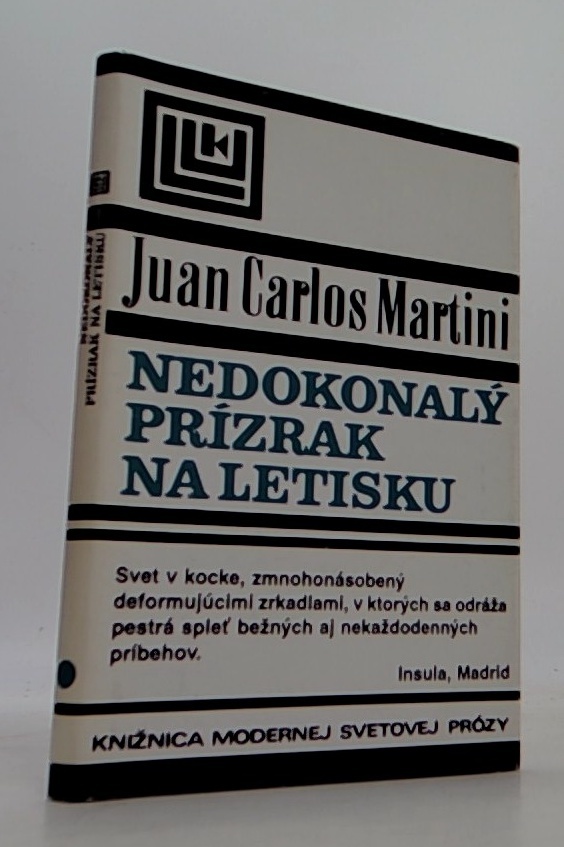 Juan Carlos Martini
NEDOKONALÝ
PRÍZRAK
NA LETISKU
Svet v kocke, zmnohonásobený
deformujúcimi zrkadlami, v ktorých sa odráža
pestrá spleť bežných aj nekaždodenných
príbehov.
Insula, Madrid
KNIŽNICA MODERNEJ SVETOVEJ PRÓZY
NEDOKONALÝ
PRÍZRAK NA LETISKU